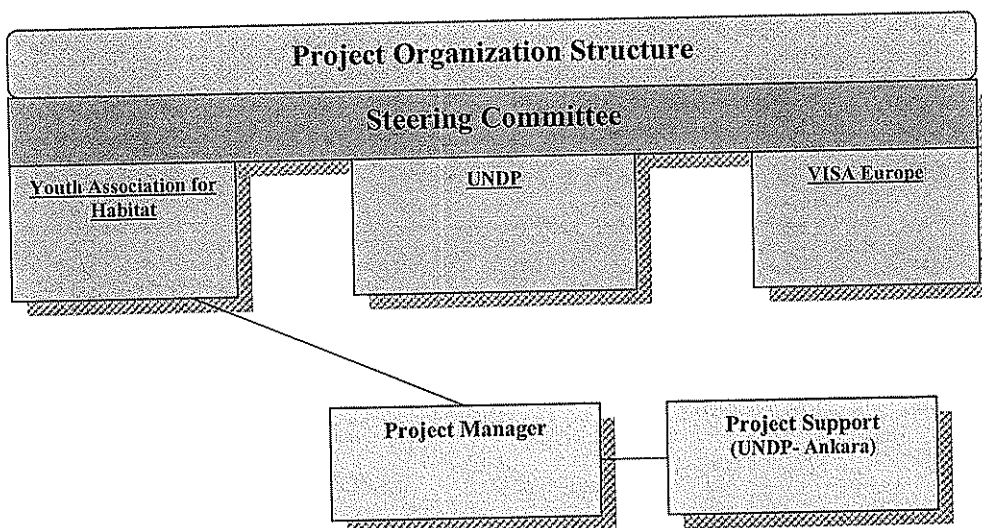 Project Organization Structure
Steering Committee
Youth Association for
Habitat
UNDP
VISA Europe
Project Manager
Project Support
(UNDP- Ankara)